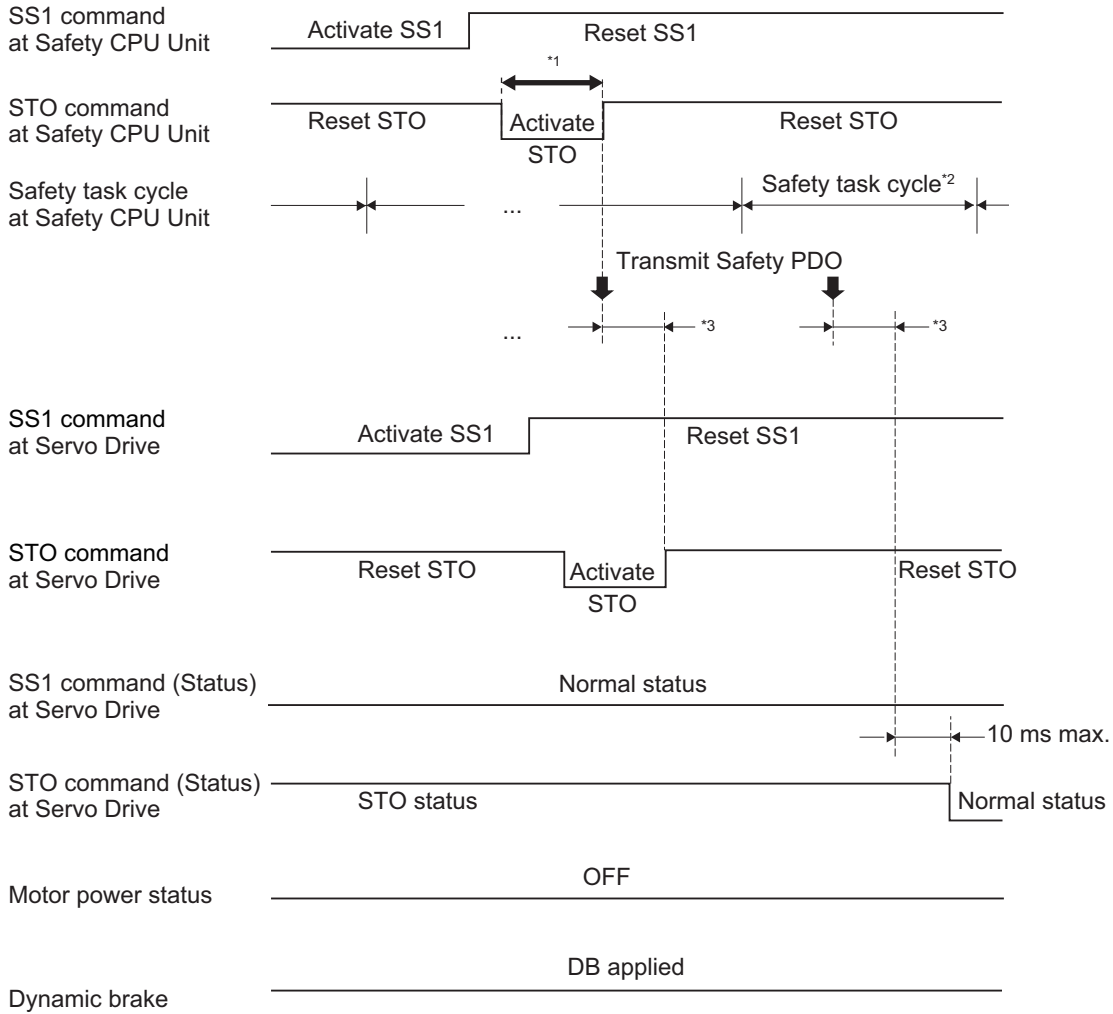 SS1 command
at Safety CPU Unit
Activate SS1
Reset SS1
*1
STO command
at Safety CPU Unit
Reset STO
Activate
STO
Reset STO
Safety task cycle
at Safety CPU Unit
...
Safety task cycle*2
Transmit Safety PDO
...
*3
*3
SS1 command
at Servo Drive
Activate SS1
Reset SS1
STO command
at Servo Drive
Reset STO
Activate
STO
Reset STO
SS1 command (Status)
at Servo Drive
Normal status
10 ms max.
STO command (Status)
at Servo Drive
STO status
Normal status
Motor power status
OFF
Dynamic brake
DB applied